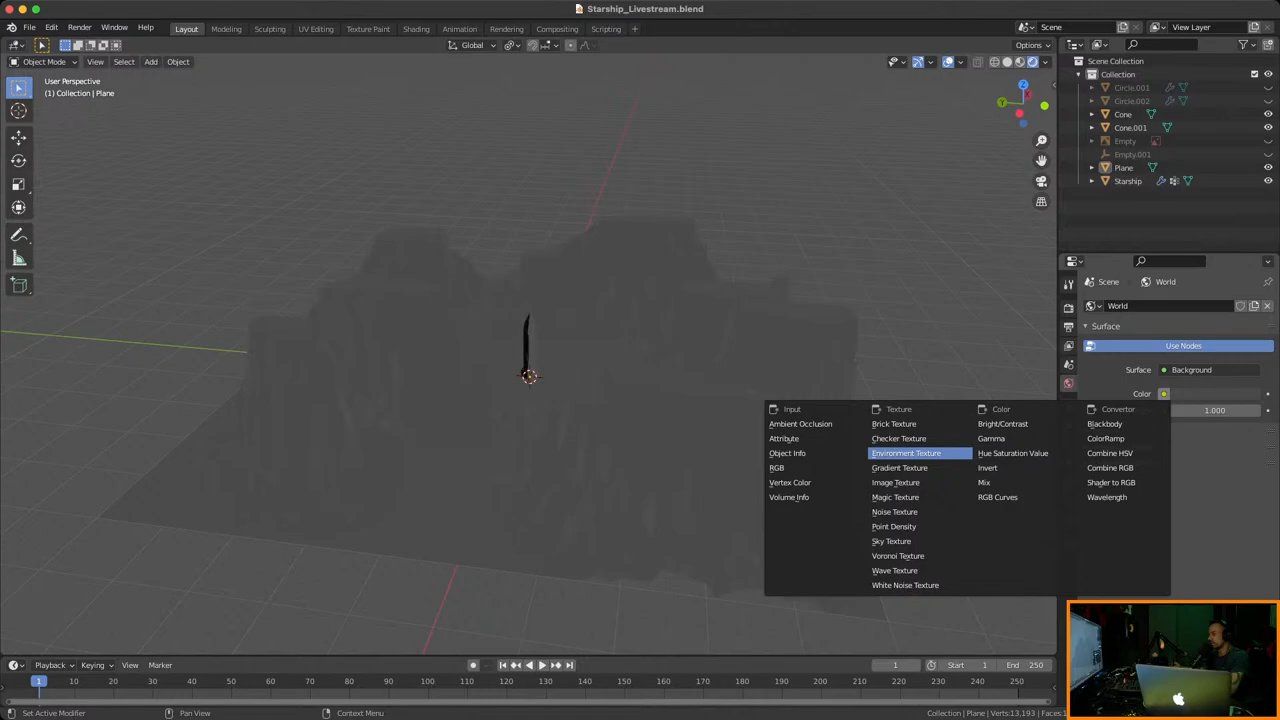 Starship_Livestream.blend
File Edit Render Window Help Layout Modeling Sculpting UV Editing Texture Paint Shading Animation Rendering Compositing Scripting + Scene View Layer
Global Options
Object Mode View Select Add Object
User Perspective
(1) Collection | Plane
Scene Collection
Collection
Circle.001
Circle.002
Cone
Cone.001
Empty
Empty.001
Plane
Starship
Z
Y
Scene World
World
Surface
Use Nodes
Surface Background
Color
1.000
Input Texture Color Convertor
Ambient Occlusion Brick Texture Bright/Contrast Blackbody
Attribute Checker Texture Gamma ColorRamp
Object Info Environment Texture Hue Saturation Value Combine HSV
RGB Gradient Texture Invert Combine RGB
Vertex Color Image Texture Mix Shader to RGB
Volume Info Magic Texture RGB Curves Wavelength
Noise Texture
Point Density
Sky Texture
Voronoi Texture
Wave Texture
White Noise Texture
Playback Keying View Marker 1 Start 1 End 250
1 10 20 30 40 50 60 70 80 90 100 110 120 130 140 150 160 170 180 190 200 210 220 230 240 250
Set Active Modifier Pan View Context Menu Collection | Plane | Verts:13,193 | Faces:1